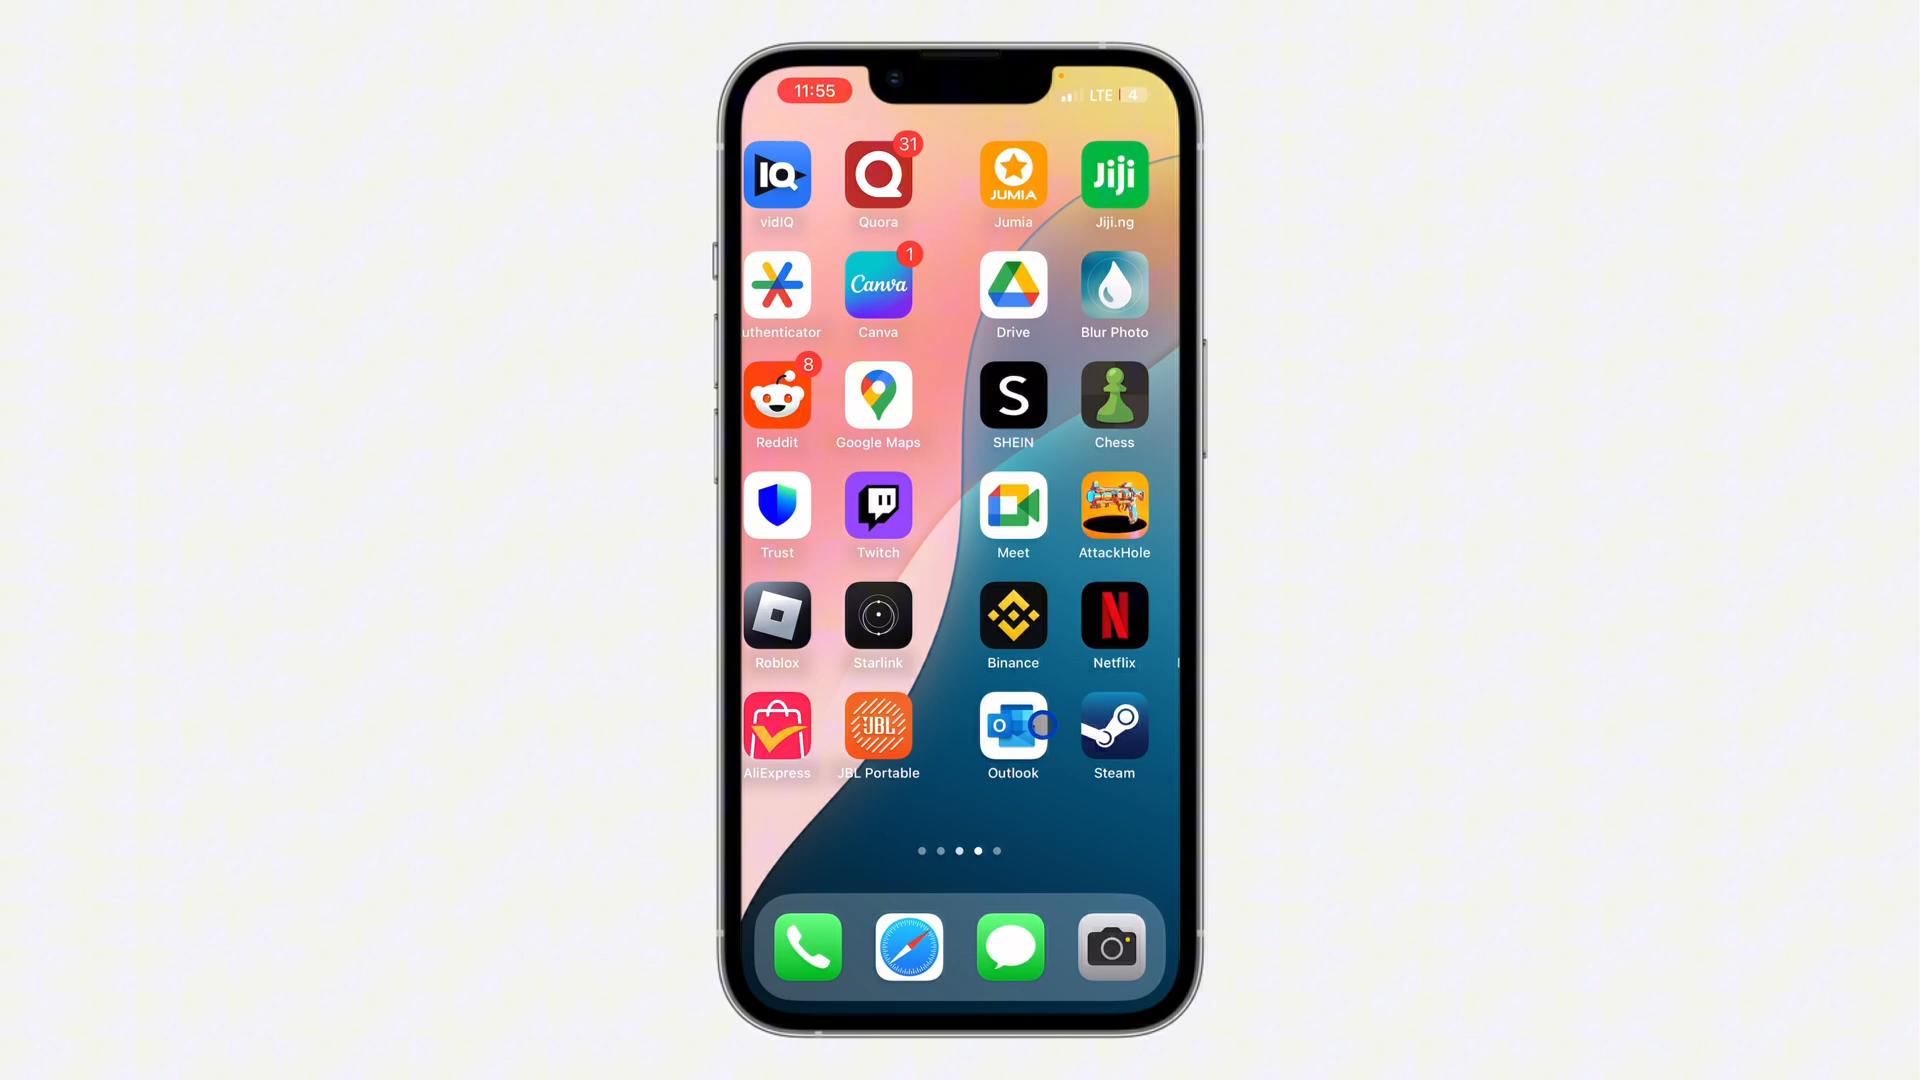 11:55
LTE 4
IQ
31
JUMIA
Jiji
vidIQ
Quora
Jumia
Jiji.ng
Canva
1
uthenticator
Canva
Drive
Blur Photo
8
S
Reddit
Google Maps
SHEIN
Chess
Trust
Twitch
Meet
AttackHole
N
Roblox
Starlink
Binance
Netflix
JBL
O
AliExpress
JBL Portable
Outlook
Steam